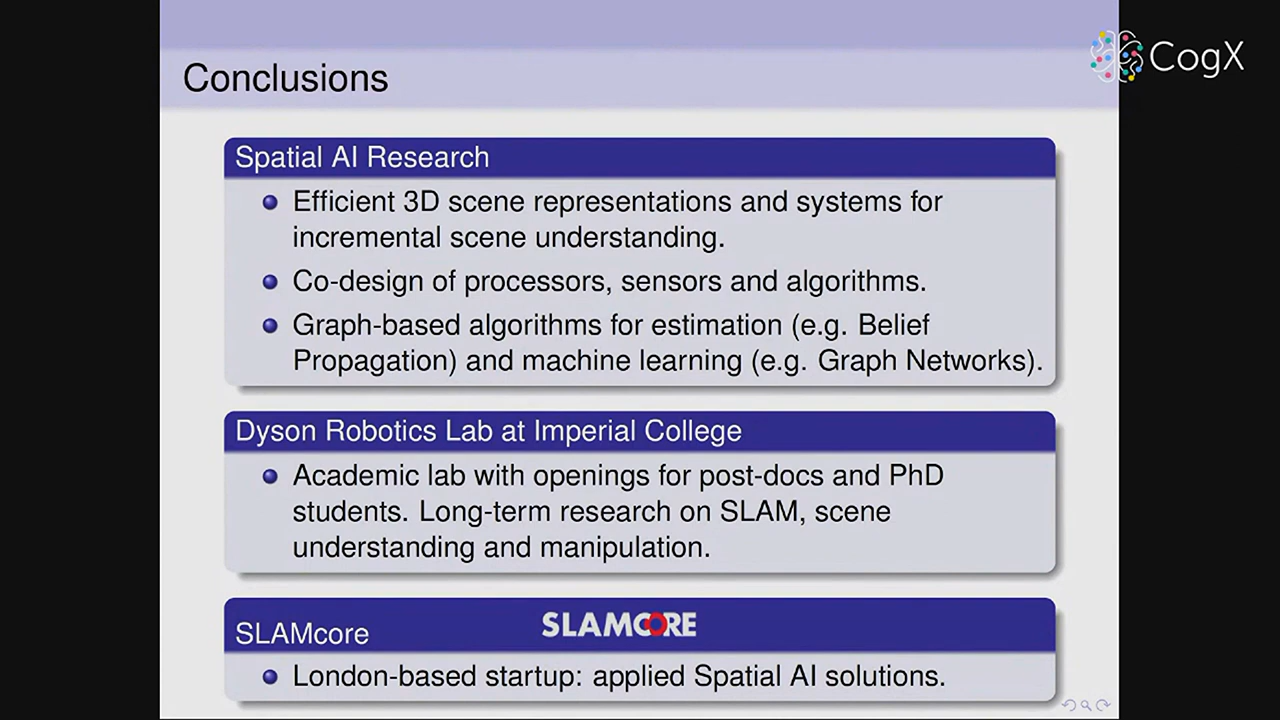 CogX
Conclusions
Spatial AI Research
Efficient 3D scene representations and systems for
incremental scene understanding.
Co-design of processors, sensors and algorithms.
Graph-based algorithms for estimation (e.g. Belief
Propagation) and machine learning (e.g. Graph Networks).
Dyson Robotics Lab at Imperial College
Academic lab with openings for post-docs and PhD
students. Long-term research on SLAM, scene
understanding and manipulation.
SLAMcore SLAMCORE
London-based startup: applied Spatial AI solutions.